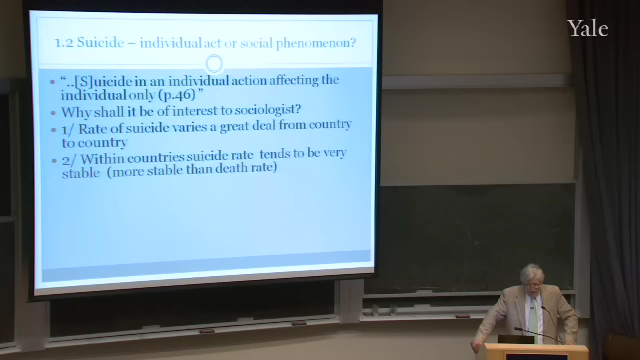 Yale
1.2 Suicide – individual act or social phenomenon?
"..[S]uicide in an individual action affecting the
individual only (p.46)"
Why shall it be of interest to sociologist?
1/ Rate of suicide varies a great deal from country
to country
2/ Within countries suicide rate tends to be very
stable (more stable than death rate)